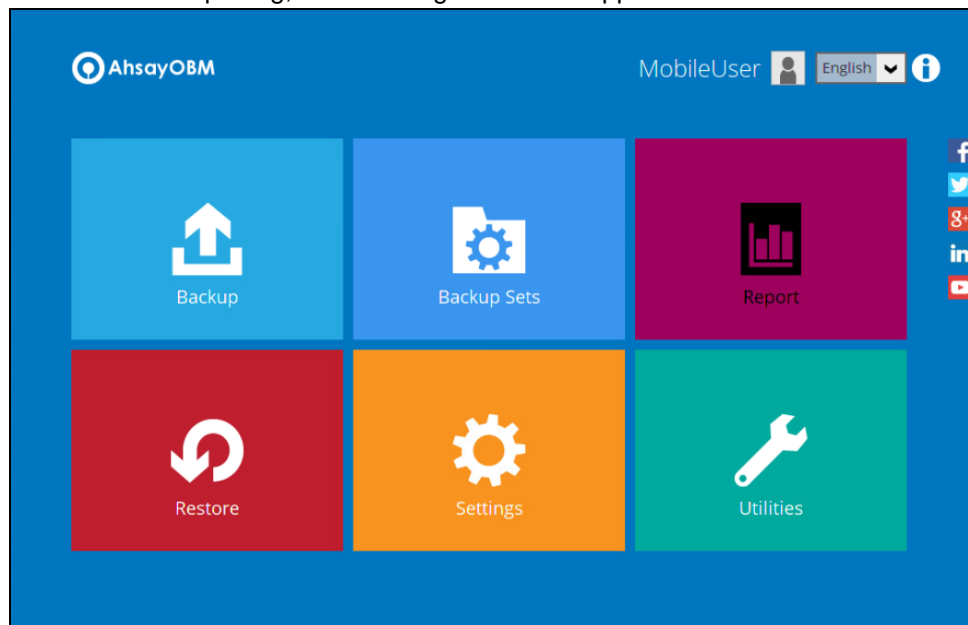 AhsayOBM
MobileUser
English
Backup
Backup Sets
Report
Restore
Settings
Utilities